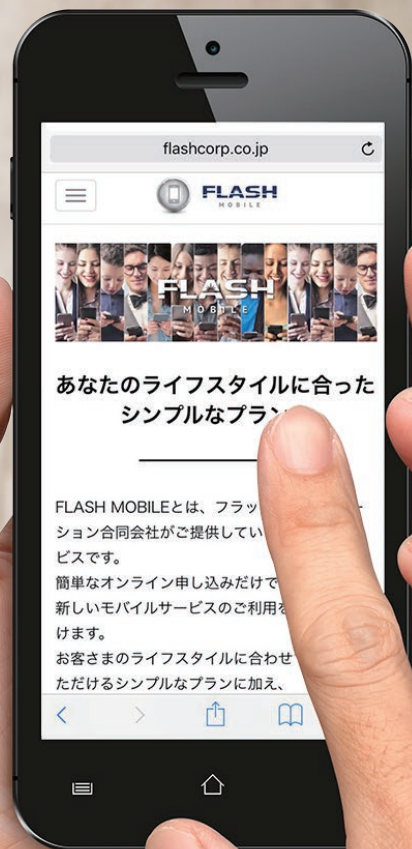 flashcorp.co.jp
FLASH
MOBILE
FLASH
MOBILE
あなたのライフスタイルに合った
シンプルなプラン
FLASH MOBILEとは、フラッ
ション合同会社がご提供してい
ビスです。
簡単なオンライン申し込みだけで
新しいモバイルサービスのご利用を
けます。
お客さまのライフスタイルに合わせ
ただけるシンプルなプランに加え、